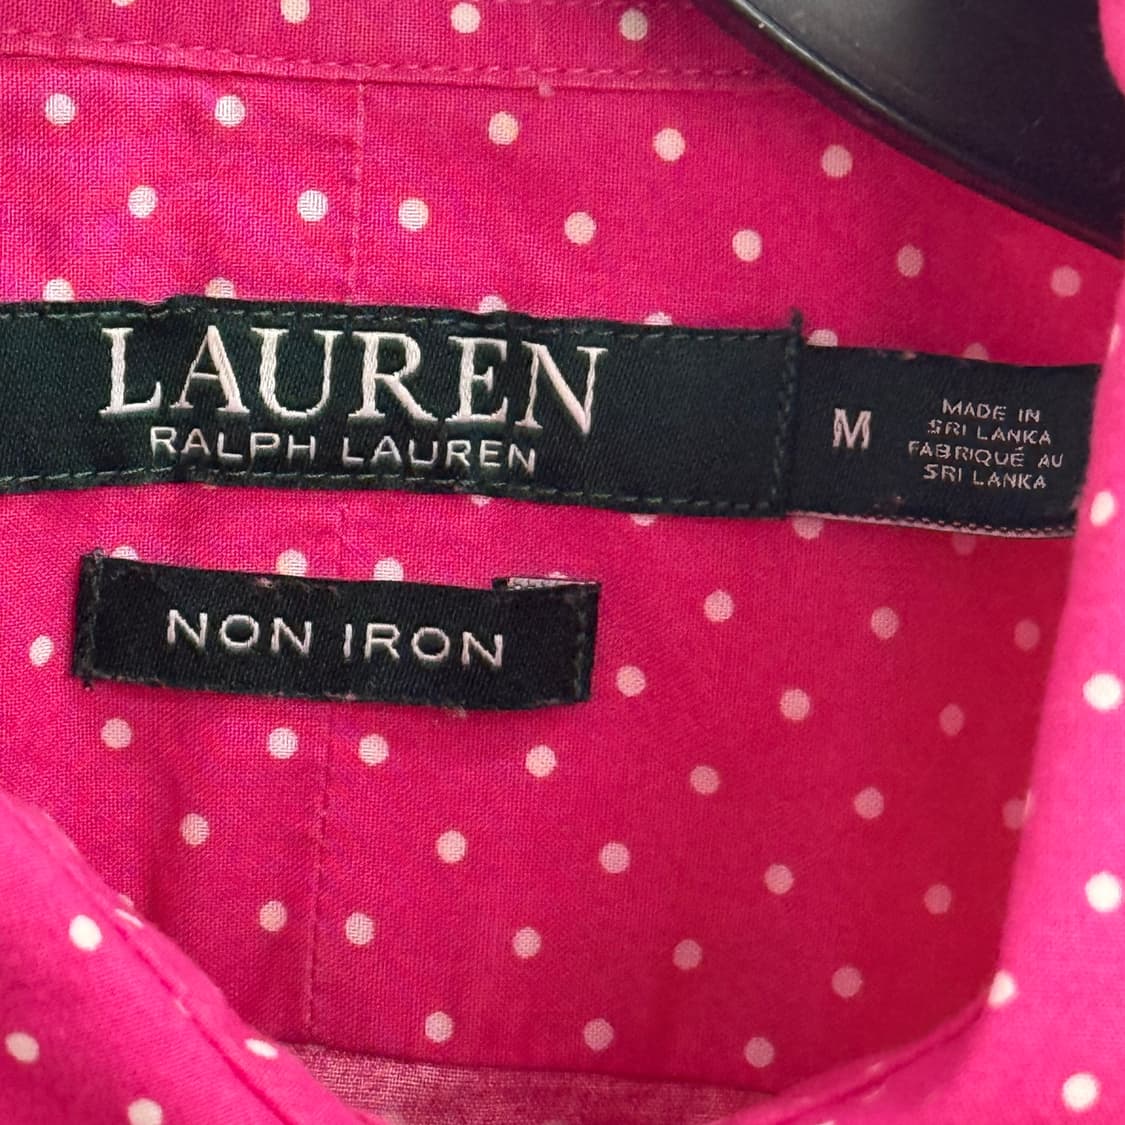 LAUREN
RALPH LAUREN
M
MADE IN
SRI LANKA
FABRIQUÉ AU
SRI LANKA
NON IRON